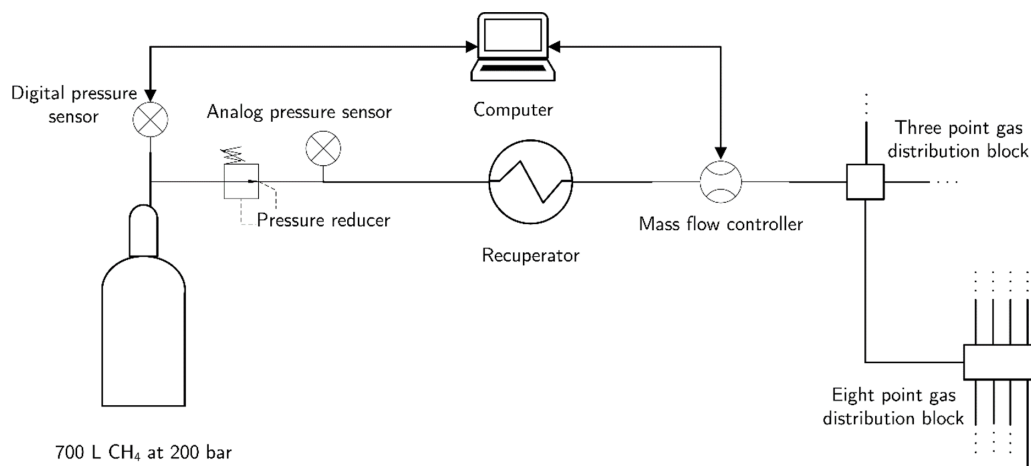 Digital pressure
sensor
Analog pressure sensor
Computer
Three point gas
distribution block
Pressure reducer
Mass flow controller
Recuperator
Eight point gas
distribution block
700 L CH₄ at 200 bar